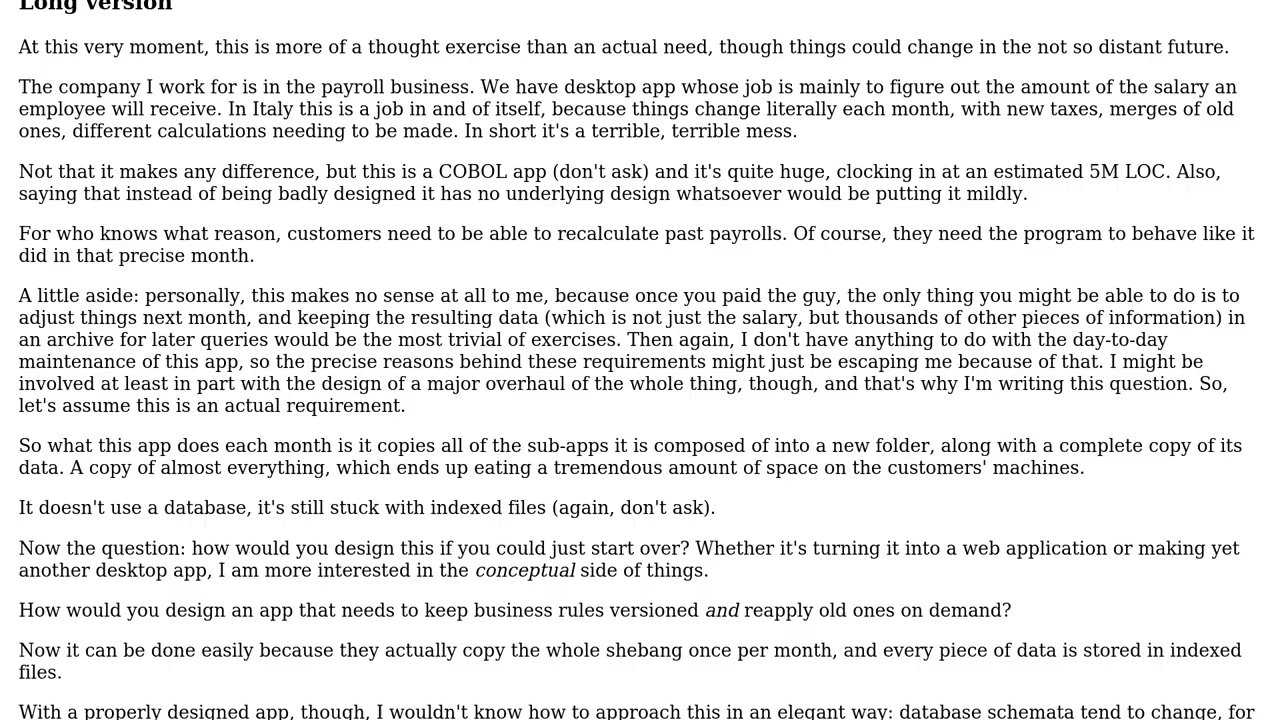 Long version
At this very moment, this is more of a thought exercise than an actual need, though things could change in the not so distant future.
The company I work for is in the payroll business. We have desktop app whose job is mainly to figure out the amount of the salary an
employee will receive. In Italy this is a job in and of itself, because things change literally each month, with new taxes, merges of old
ones, different calculations needing to be made. In short it's a terrible, terrible mess.
Not that it makes any difference, but this is a COBOL app (don't ask) and it's quite huge, clocking in at an estimated 5M LOC. Also,
saying that instead of being badly designed it has no underlying design whatsoever would be putting it mildly.
For who knows what reason, customers need to be able to recalculate past payrolls. Of course, they need the program to behave like it
did in that precise month.
A little aside: personally, this makes no sense at all to me, because once you paid the guy, the only thing you might be able to do is to
adjust things next month, and keeping the resulting data (which is not just the salary, but thousands of other pieces of information) in
an archive for later queries would be the most trivial of exercises. Then again, I don't have anything to do with the day-to-day
maintenance of this app, so the precise reasons behind these requirements might just be escaping me because of that. I might be
involved at least in part with the design of a major overhaul of the whole thing, though, and that's why I'm writing this question. So,
let's assume this is an actual requirement.
So what this app does each month is it copies all of the sub-apps it is composed of into a new folder, along with a complete copy of its
data. A copy of almost everything, which ends up eating a tremendous amount of space on the customers' machines.
It doesn't use a database, it's still stuck with indexed files (again, don't ask).
Now the question: how would you design this if you could just start over? Whether it's turning it into a web application or making yet
another desktop app, I am more interested in the conceptual side of things.
How would you design an app that needs to keep business rules versioned and reapply old ones on demand?
Now it can be done easily because they actually copy the whole shebang once per month, and every piece of data is stored in indexed
files.
With a properly designed app, though, I wouldn't know how to approach this in an elegant way: database schemata tend to change, for